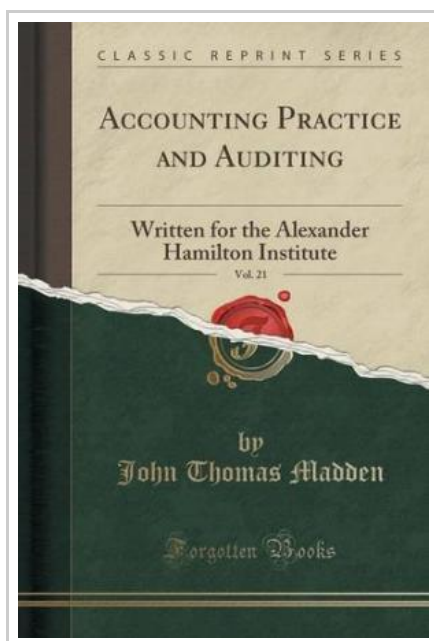 CLASSIC REPRINT SERIES
ACCOUNTING PRACTICE
AND AUDITING
Written for the Alexander
Hamilton Institute
Vol. 21
by
John Thomas Madden
Forgotten Books